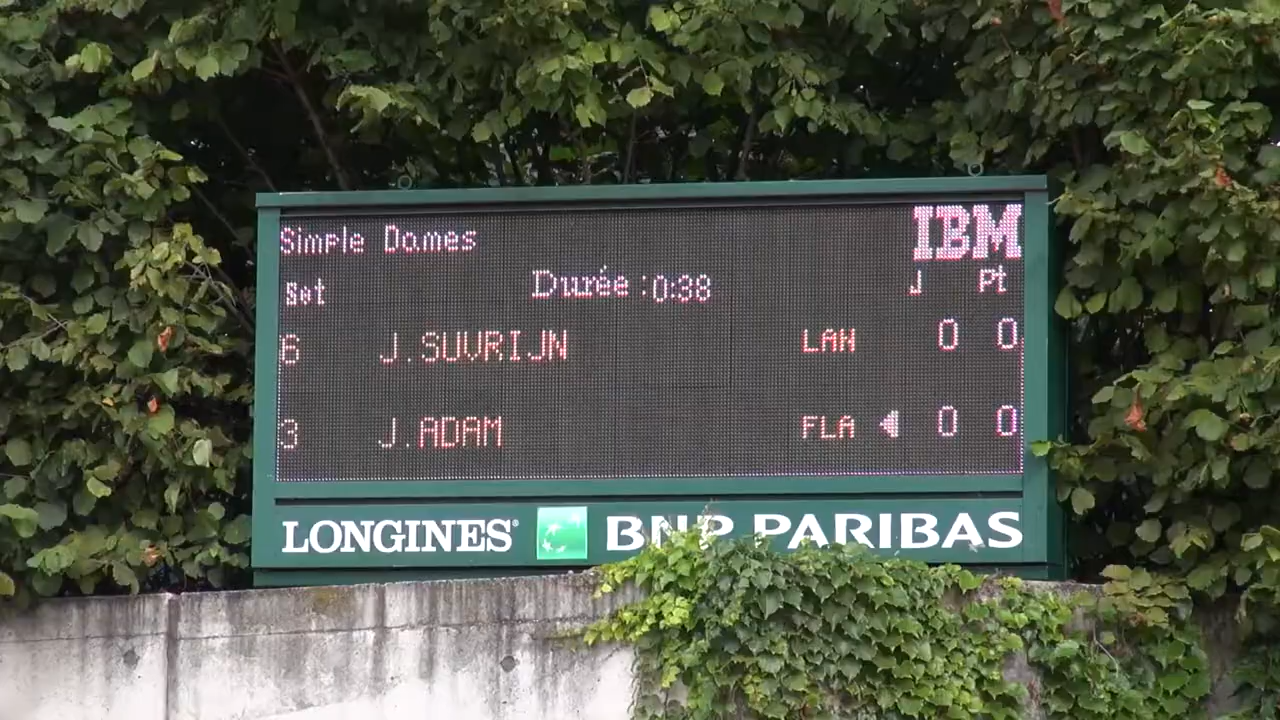 Simple Dames
IBM
Set Durée :0:38 J Pt
6 J.SUVRIJN LAN 0 0
3 J.ADAM FLA ◀ 0 0
LONGINES BNP PARIBAS